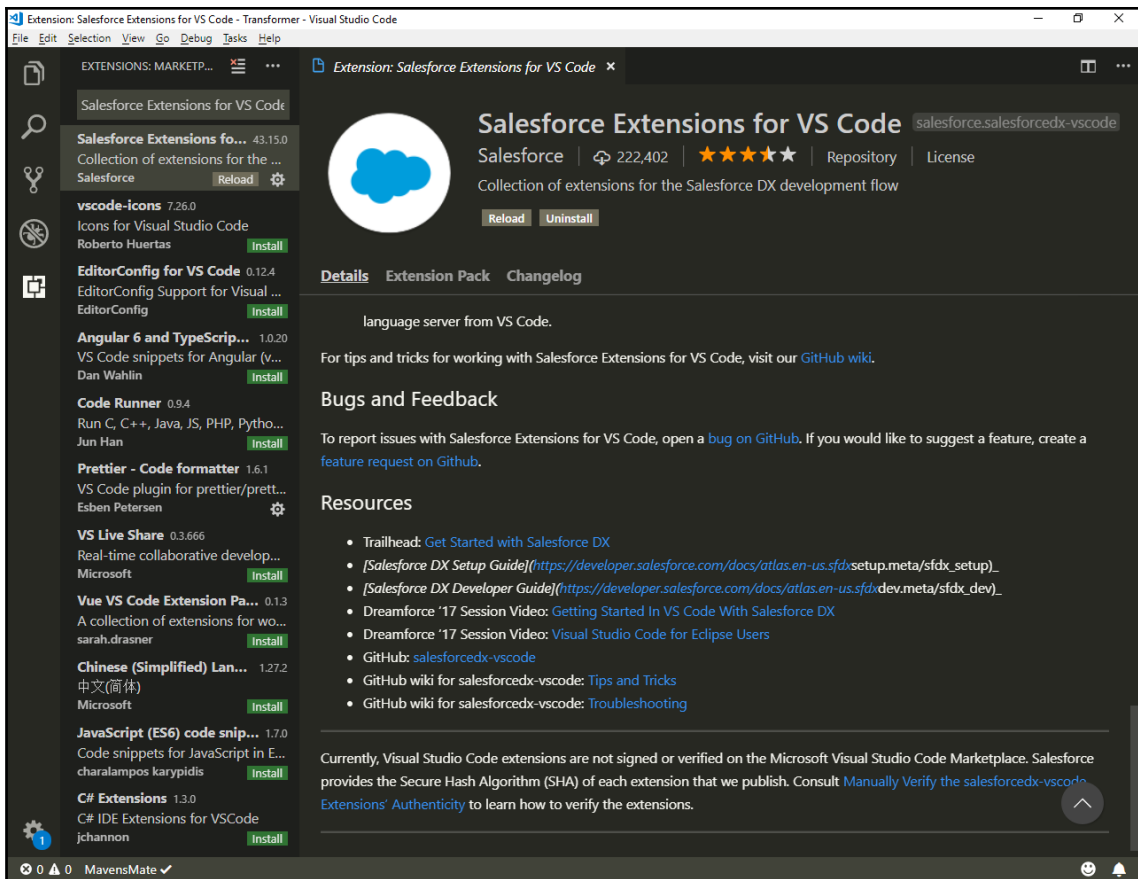 Extension: Salesforce Extensions for VS Code - Transformer - Visual Studio Code
File Edit Selection View Go Debug Tasks Help
EXTENSIONS: MARKETP...
Salesforce Extensions for VS Code
Salesforce Extensions fo... 43.15.0
Collection of extensions for the ...
Salesforce Reload
vscode-icons 7.26.0
Icons for Visual Studio Code
Roberto Huertas Install
EditorConfig for VS Code 0.12.4
EditorConfig Support for Visual ...
EditorConfig Install
Angular 6 and TypeScrip... 1.0.20
VS Code snippets for Angular (v...
Dan Wahlin Install
Code Runner 0.9.4
Run C, C++, Java, JS, PHP, Pytho...
Jun Han Install
Prettier - Code formatter 1.6.1
VS Code plugin for prettier/prett...
Esben Petersen
VS Live Share 0.3.666
Real-time collaborative develop...
Microsoft Install
Vue VS Code Extension Pa... 0.1.3
A collection of extensions for wo...
sarah.drasner Install
Chinese (Simplified) Lan... 1.27.2
中文(简体)
Microsoft Install
JavaScript (ES6) code snip... 1.7.0
Code snippets for JavaScript in E...
charalampos karypidis Install
C# Extensions 1.3.0
C# IDE Extensions for VSCode
jchannon Install
1
Extension: Salesforce Extensions for VS Code
Salesforce Extensions for VS Code salesforce.salesforcedx-vscode
Salesforce 222,402 Repository License
Collection of extensions for the Salesforce DX development flow
Reload Uninstall
Details Extension Pack Changelog
language server from VS Code.
For tips and tricks for working with Salesforce Extensions for VS Code, visit our GitHub wiki.
Bugs and Feedback
To report issues with Salesforce Extensions for VS Code, open a bug on GitHub. If you would like to suggest a feature, create a
feature request on Github.
Resources
• Trailhead: Get Started with Salesforce DX
• [Salesforce DX Setup Guide](https://developer.salesforce.com/docs/atlas.en-us.sfdxsetup.meta/sfdx_setup)_
• [Salesforce DX Developer Guide](https://developer.salesforce.com/docs/atlas.en-us.sfdxdev.meta/sfdx_dev)_
• Dreamforce ‘17 Session Video: Getting Started In VS Code With Salesforce DX
• Dreamforce ‘17 Session Video: Visual Studio Code for Eclipse Users
• GitHub: salesforcedx-vscode
• GitHub wiki for salesforcedx-vscode: Tips and Tricks
• GitHub wiki for salesforcedx-vscode: Troubleshooting
Currently, Visual Studio Code extensions are not signed or verified on the Microsoft Visual Studio Code Marketplace. Salesforce
provides the Secure Hash Algorithm (SHA) of each extension that we publish. Consult Manually Verify the salesforcedx-vscode
Extensions’ Authenticity to learn how to verify the extensions.
0 0 MavensMate